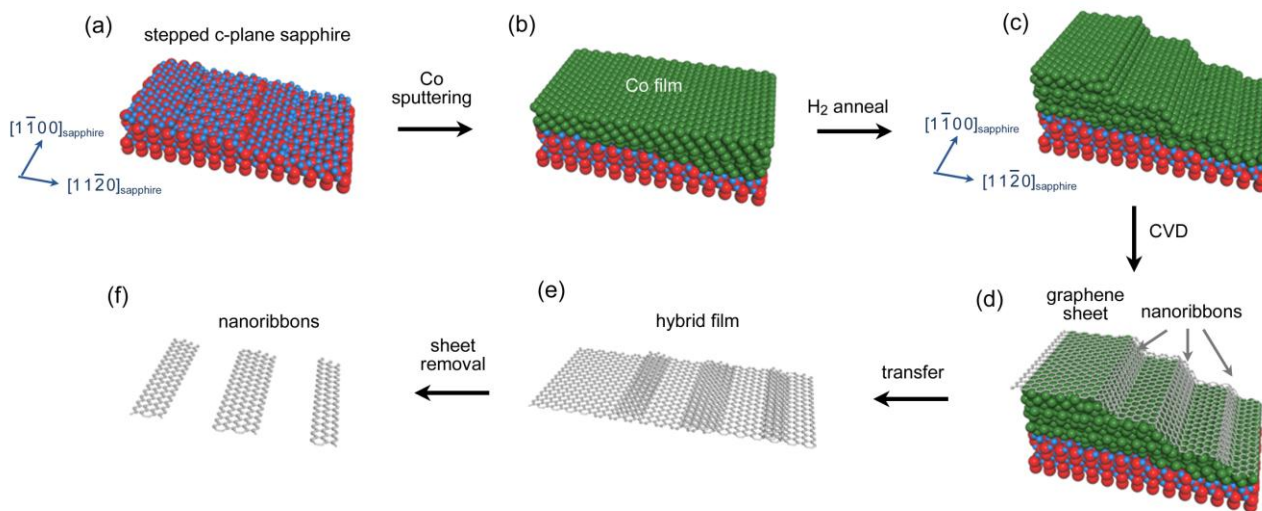 (a)
stepped c-plane sapphire
[11̅00]sapphire
[112̅0]sapphire
Co
sputtering
(b)
Co film
H2 anneal
(c)
[11̅00]sapphire
[112̅0]sapphire
CVD
(d)
graphene
sheet
nanoribbons
transfer
(e)
hybrid film
sheet
removal
(f)
nanoribbons